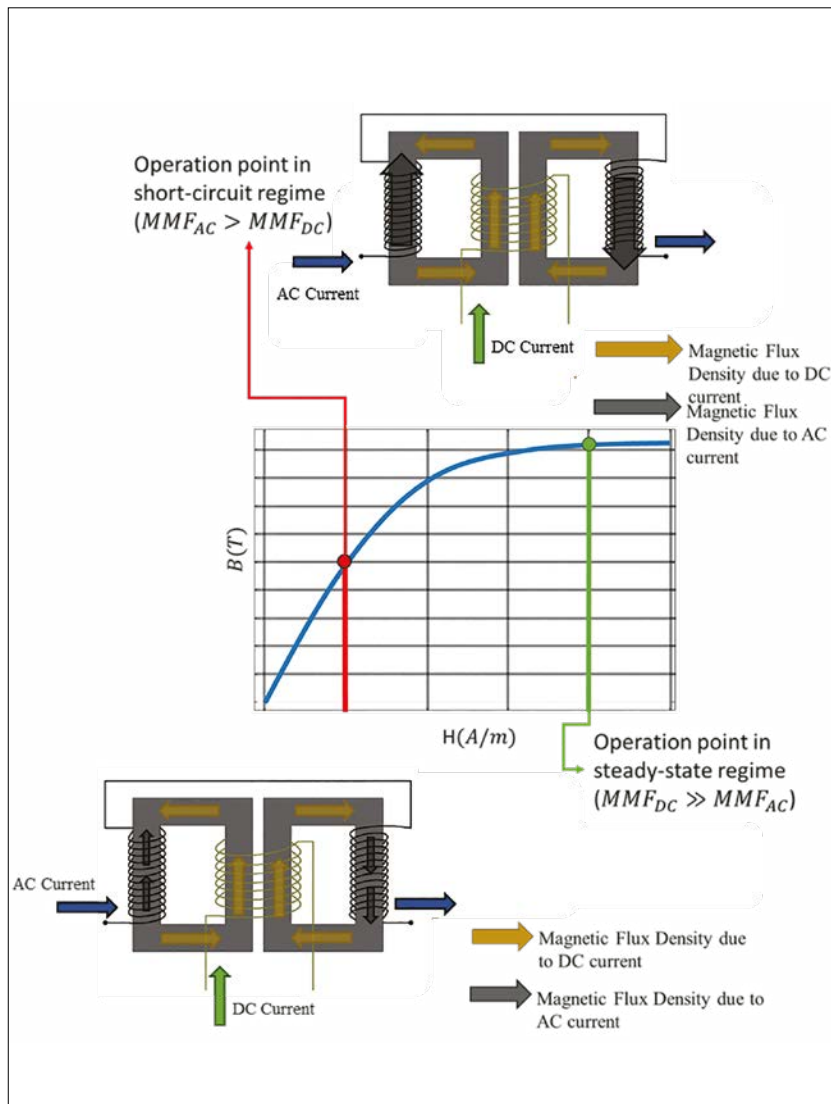 Operation point in
short-circuit regime
(MMF_AC > MMF_DC)
AC Current
DC Current
Magnetic Flux
Density due to DC
current
Magnetic Flux
Density due to AC
current
B(T)
H(A/m)
Operation point in
steady-state regime
(MMF_DC ≫ MMF_AC)
AC Current
DC Current
Magnetic Flux Density due
to DC current
Magnetic Flux Density due to
AC current